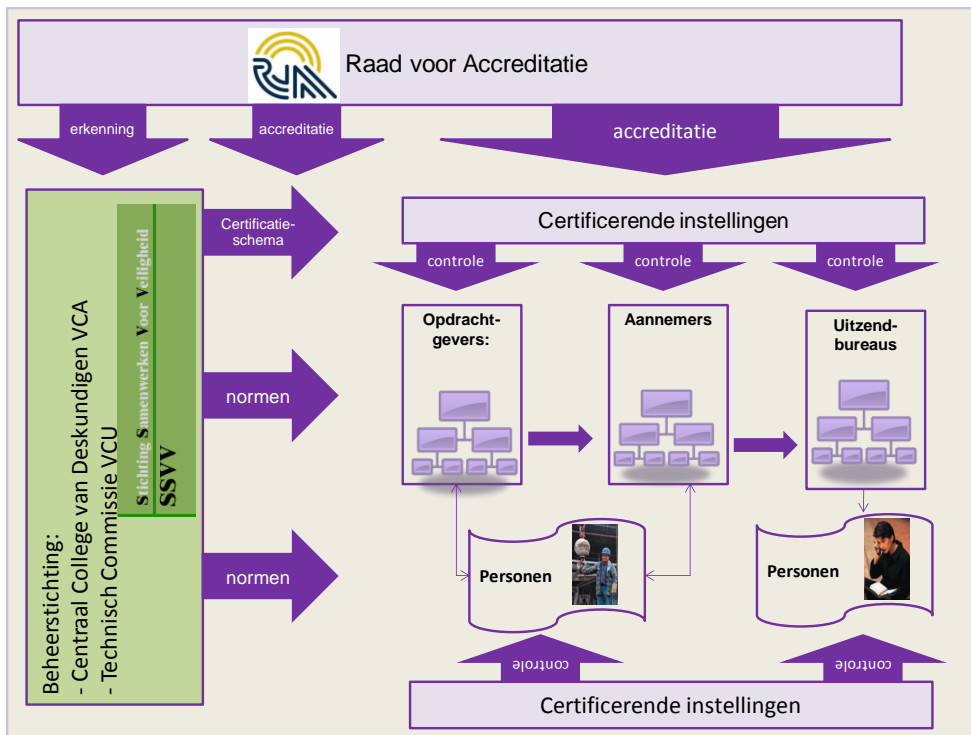 RvA
Raad voor Accreditatie
erkenning
accreditatie
accreditatie
Beheerstichting:
- Centraal College van Deskundigen VCA
- Technisch Commissie VCU
Stichting Samenwerken Voor Veiligheid
SSVV
Certificatie-
schema
normen
normen
Certificerende instellingen
controle
controle
controle
Opdracht-
gevers:
Aannemers
Uitzend-
bureaus
Personen
Personen
controle
controle
Certificerende instellingen